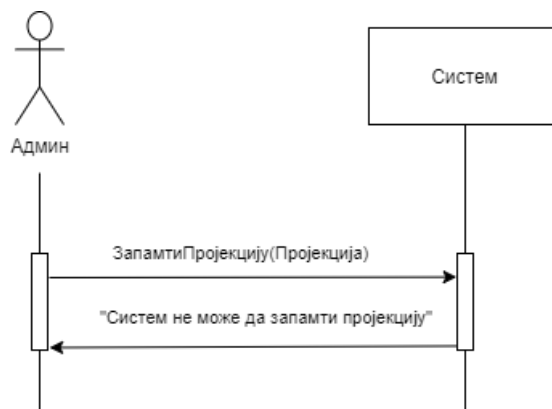 Систем
Админ
ЗапамтиПројекцију(Пројекција)
"Систем не може да запамти пројекцију"